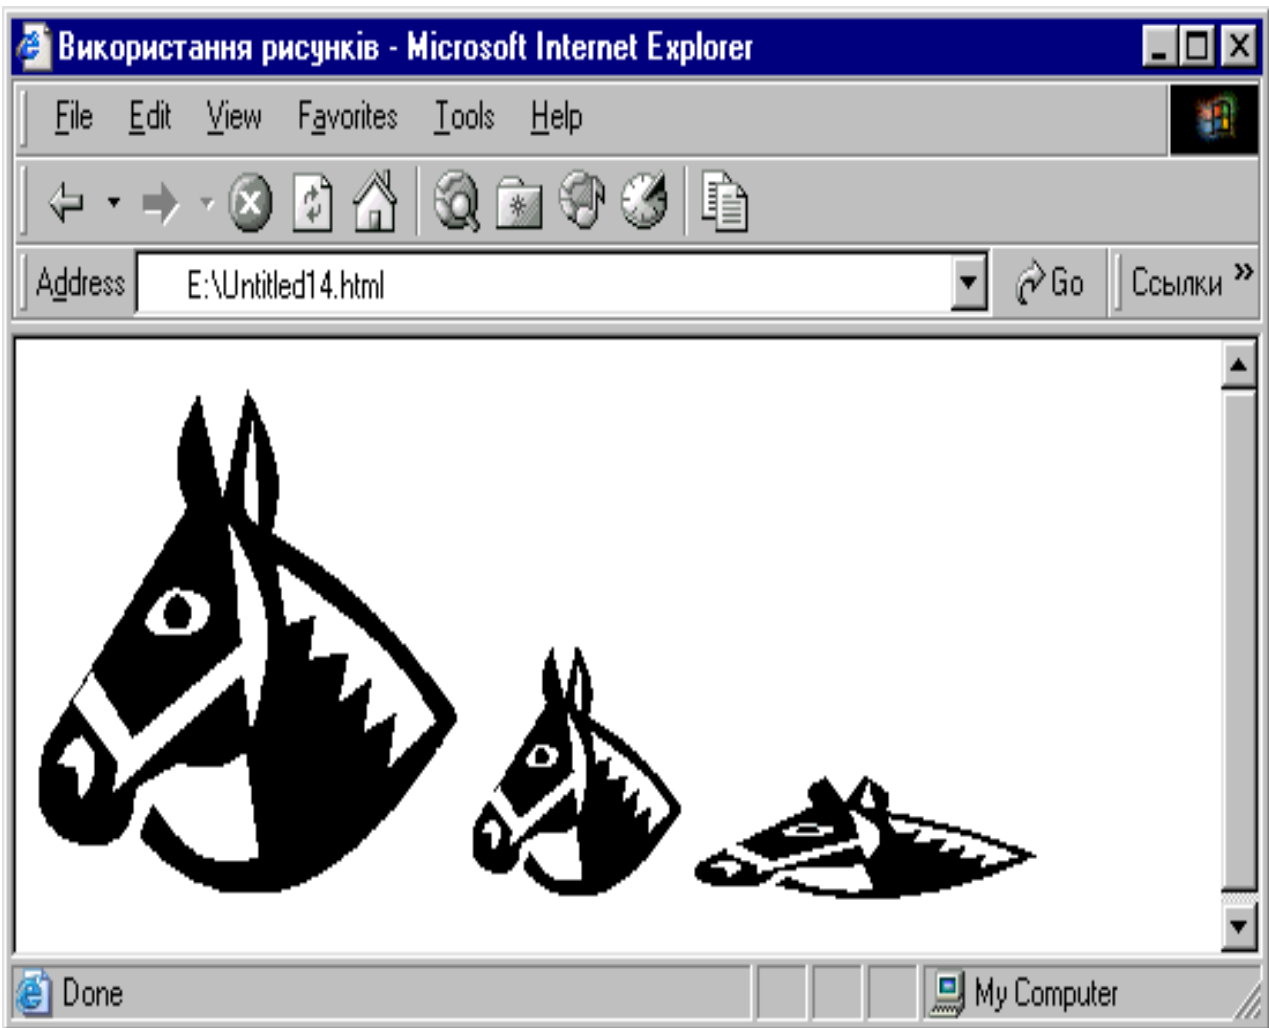 Використання рисунків - Microsoft Internet Explorer
File Edit View Favorites Tools Help
Address E:\Untitled14.html Go Ссылки »
Done My Computer